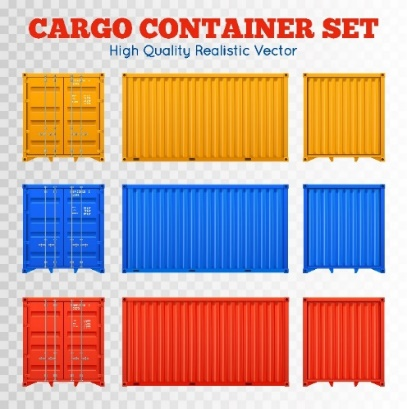 CARGO CONTAINER SET
High Quality Realistic Vector